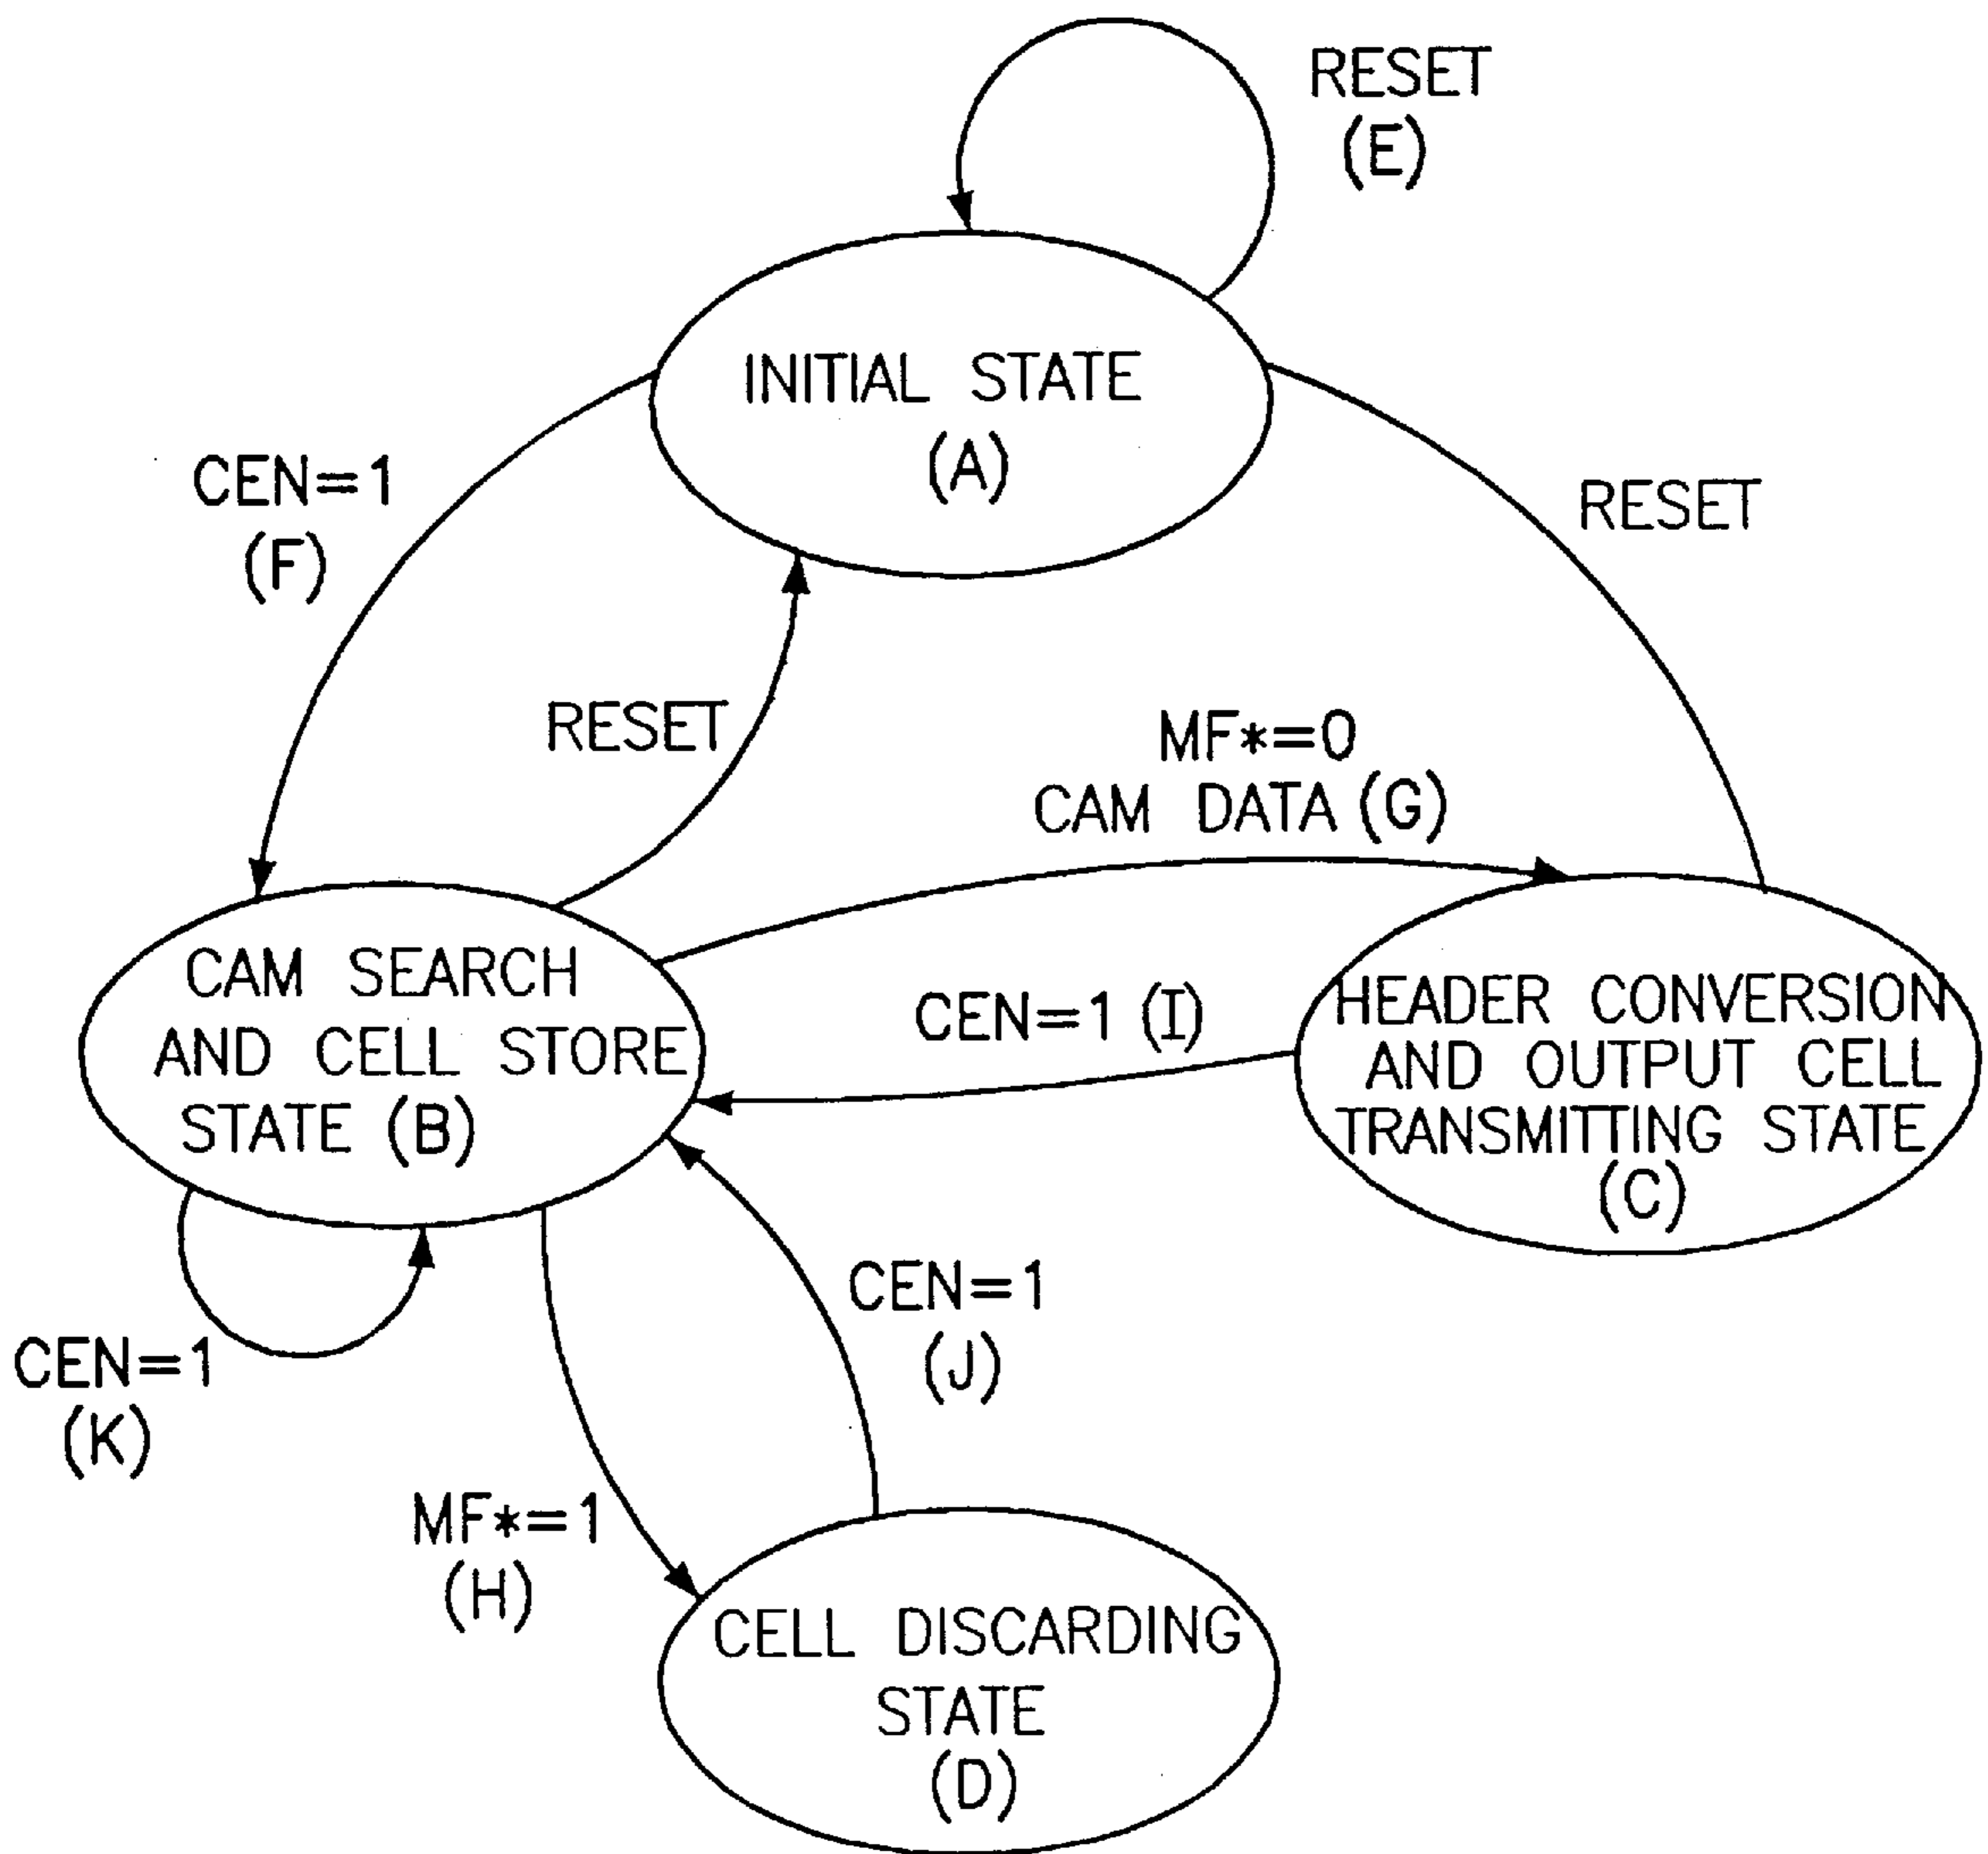 RESET
(E)
INITIAL STATE
(A)
CEN=1
(F)
RESET
RESET
MF*=0
CAM DATA (G)
CAM SEARCH
AND CELL STORE
STATE (B)
CEN=1 (I)
HEADER CONVERSION
AND OUTPUT CELL
TRANSMITTING STATE
(C)
CEN=1
(J)
CEN=1
(K)
MF*=1
(H)
CELL DISCARDING
STATE
(D)